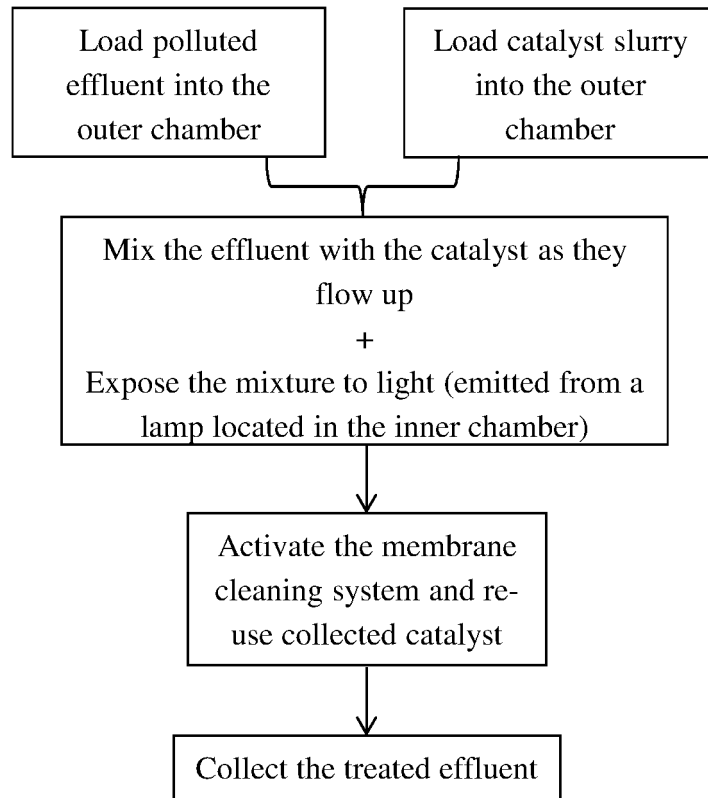 Load polluted
effluent into the
outer chamber
Load catalyst slurry
into the outer
chamber
Mix the effluent with the catalyst as they
flow up
+
Expose the mixture to light (emitted from a
lamp located in the inner chamber)
Activate the membrane
cleaning system and re-
use collected catalyst
Collect the treated effluent